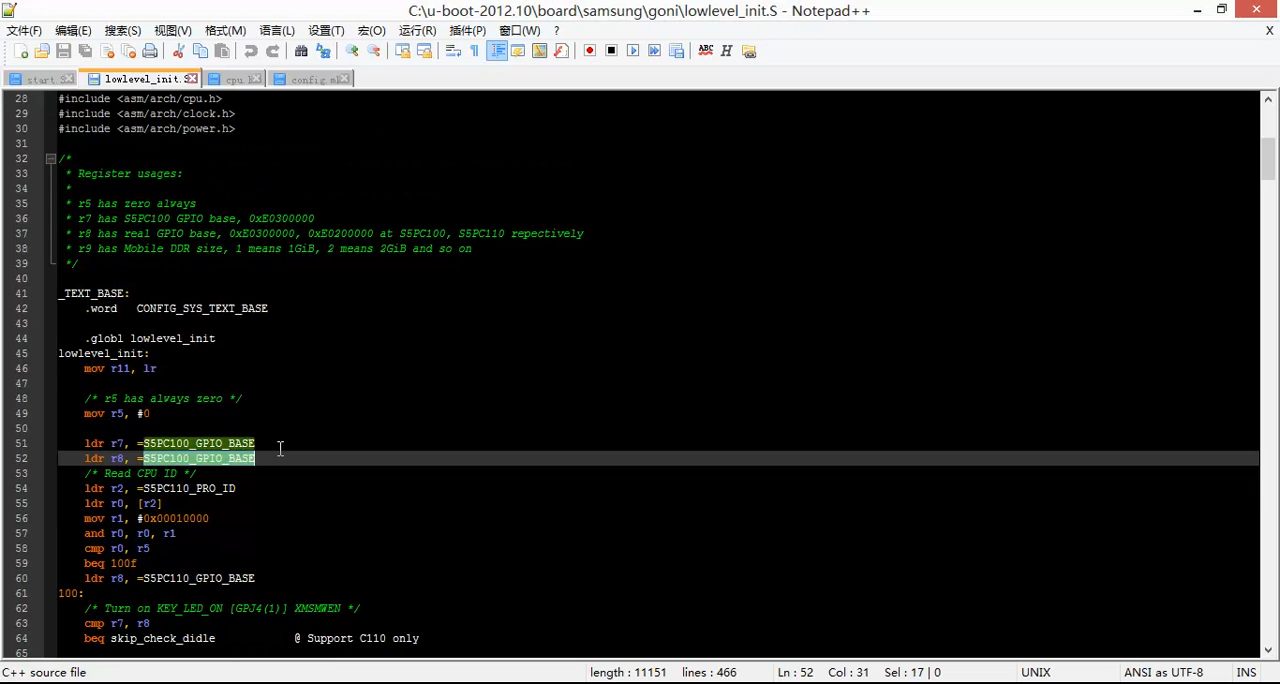 C:\u-boot-2012.10\board\samsung\goni\lowlevel_init.S - Notepad++
文件(F) 编辑(E) 搜索(S) 视图(V) 格式(M) 语言(L) 设置(T) 宏(O) 运行(R) 插件(P) 窗口(W) ? X
start.S lowlevel_init.S cpu.h config.mk
28 #include <asm/arch/cpu.h>
29 #include <asm/arch/clock.h>
30 #include <asm/arch/power.h>
31
32 /*
33 * Register usages:
34 *
35 * r5 has zero always
36 * r7 has S5PC100 GPIO base, 0xE0300000
37 * r8 has real GPIO base, 0xE0300000, 0xE0200000 at S5PC100, S5PC110 repectively
38 * r9 has Mobile DDR size, 1 means 1GiB, 2 means 2GiB and so on
39 */
40
41 _TEXT_BASE:
42 .word CONFIG_SYS_TEXT_BASE
43
44 .globl lowlevel_init
45 lowlevel_init:
46 mov r11, lr
47
48 /* r5 has always zero */
49 mov r5, #0
50
51 ldr r7, =S5PC100_GPIO_BASE
52 ldr r8, =S5PC100_GPIO_BASE
53 /* Read CPU ID */
54 ldr r2, =S5PC110_PRO_ID
55 ldr r0, [r2]
56 mov r1, #0x00010000
57 and r0, r0, r1
58 cmp r0, r5
59 beq 100f
60 ldr r8, =S5PC110_GPIO_BASE
61 100:
62 /* Turn on KEY_LED_ON [GPJ4(1)] XMSMWEN */
63 cmp r7, r8
64 beq skip_check_didle @ Support C110 only
65
C++ source file length : 11151 lines : 466 Ln : 52 Col : 31 Sel : 17 | 0 UNIX ANSI as UTF-8 INS